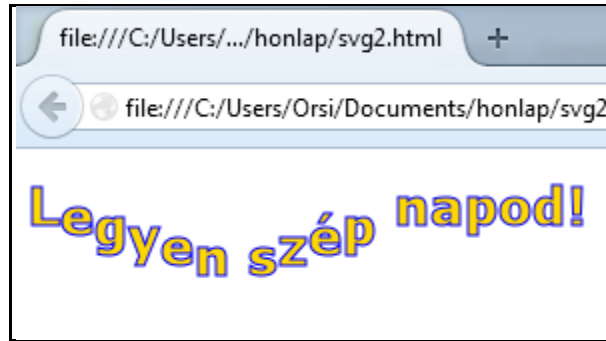 file:///C:/Users/.../honlap/svg2.html +
file:///C:/Users/Orsi/Documents/honlap/svg2
Legyen szép napod!